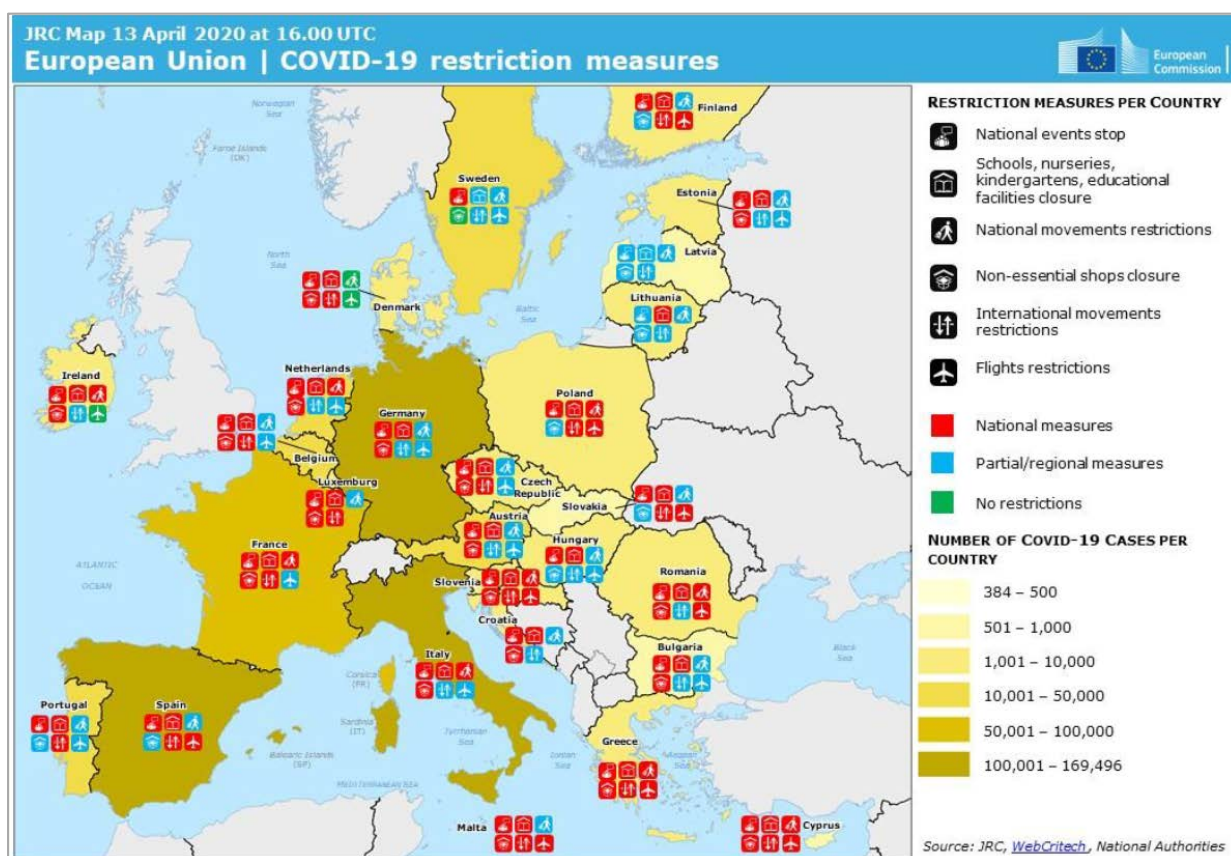 JRC Map 13 April 2020 at 16.00 UTC
European Union | COVID-19 restriction measures
European
Commission
Norwegian
Sea
Faroe Islands
(DK)
Finland
Sweden
Estonia
Latvia
North
Sea
Denmark
Baltic
Sea
Lithuania
Ireland
Netherlands
Germany
Poland
Belgium
Luxemburg
Czech
Republic
Slovakia
Austria
Hungary
France
ATLANTIC
OCEAN
Slovenia
Romania
Croatia
Black
Sea
Italy
Bulgaria
Corsica
(FR)
Portugal
Spain
Sardinia
(IT)
Tyrrhenian
Sea
Balearic Islands
(SP)
Ionian
Sea
Greece
Aegean
Sea
MEDITERRANEAN SEA
Malta
Cyprus
RESTRICTION MEASURES PER COUNTRY
National events stop
Schools, nurseries,
kindergartens, educational
facilities closure
National movements restrictions
Non-essential shops closure
International movements
restrictions
Flights restrictions
National measures
Partial/regional measures
No restrictions
NUMBER OF COVID-19 CASES PER
COUNTRY
384 – 500
501 – 1,000
1,001 – 10,000
10,001 – 50,000
50,001 – 100,000
100,001 – 169,496
Source: JRC, WebCritech , National Authorities